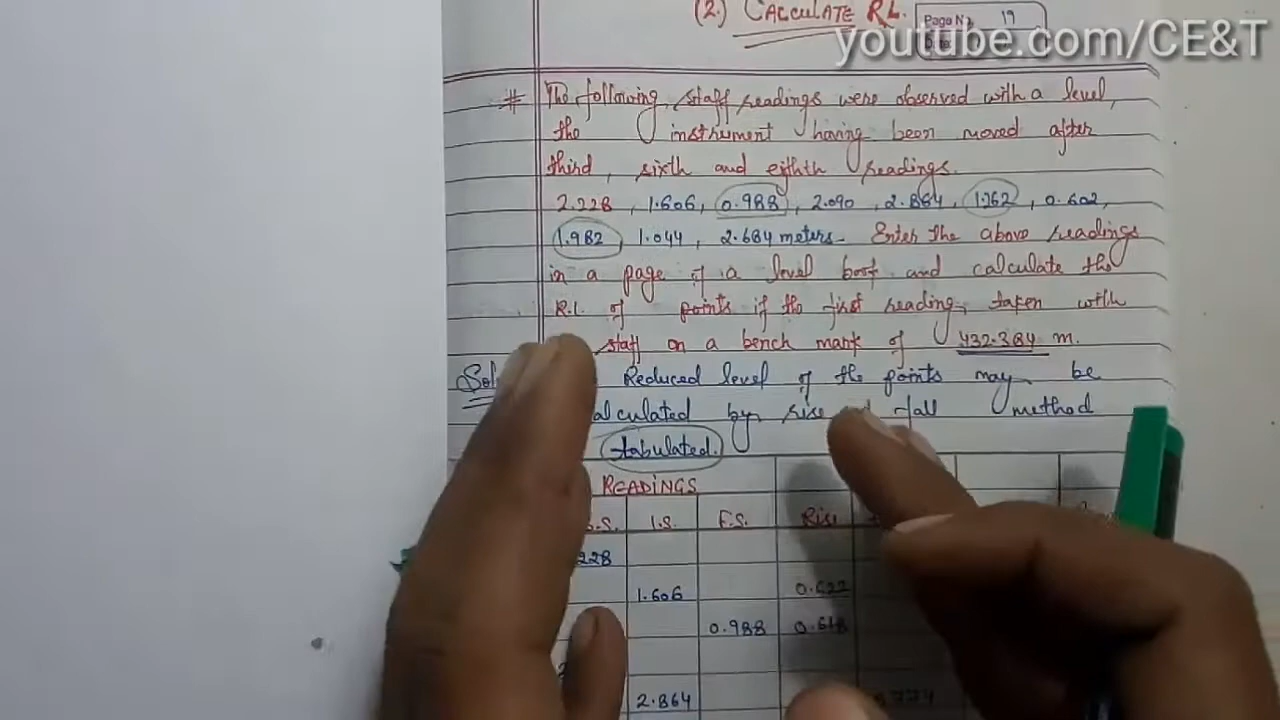 (2.) CALCULATE R.L.
Page No. 19
youtube.com/CE&T
# The following staff readings were observed with a level,
the instrument having been moved after
third, sixth and eighth readings.
2.228, 1.606, 0.988, 2.090, 2.864, 1.262, 0.602,
1.982, 1.044, 2.684 meters. Enter the above readings
in a page of a level book and calculate the
R.L. of points if the first reading, taken with
staff on a bench mark of 432.384 m.
Sol Reduced level of the points may be
alculated by rise fall method
tabulated.
READINGS
.S. I.S. F.S. Rise
228
1.606 0.622
0.988 0.618
2.864 .774